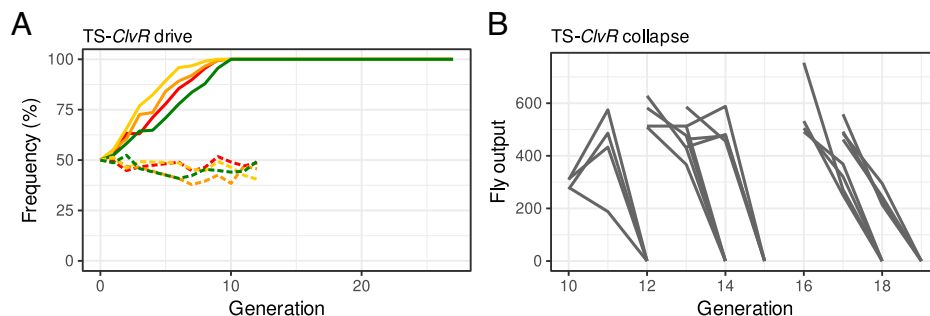 A
TS-ClvR drive
100
75
50
25
0
Frequency (%)
0
10
20
Generation
B
TS-ClvR collapse
600
400
200
0
Fly output
10
12
14
16
18
Generation